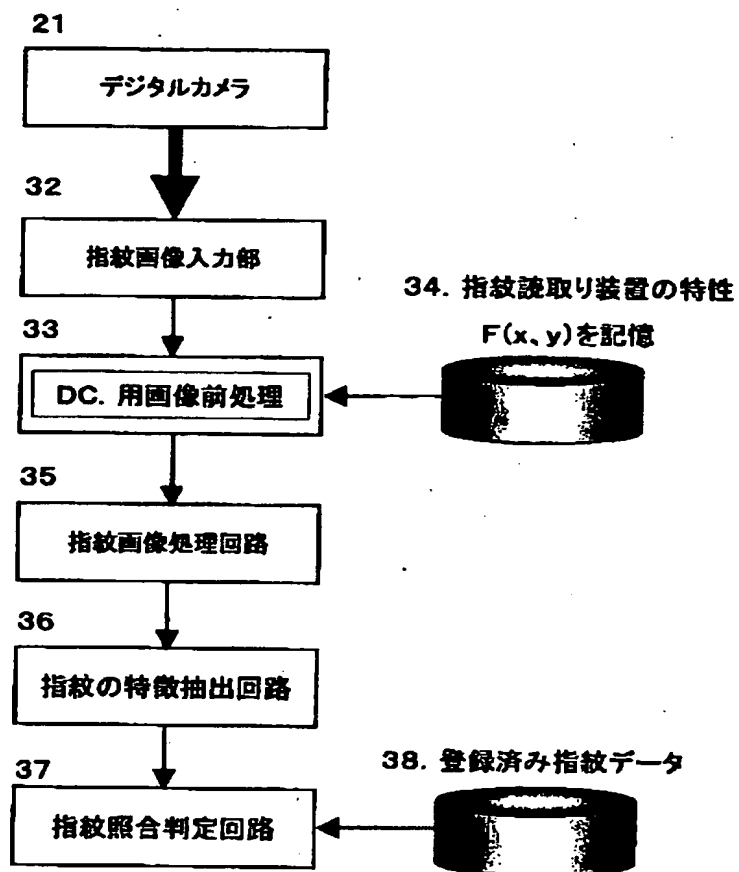 21
デジタルカメラ
32
指紋画像入力部
34. 指紋読取り装置の特性
F(x、y)を記憶
33
DC. 用画像前処理
35
指紋画像処理回路
36
指紋の特徴抽出回路
38. 登録済み指紋データ
37
指紋照合判定回路